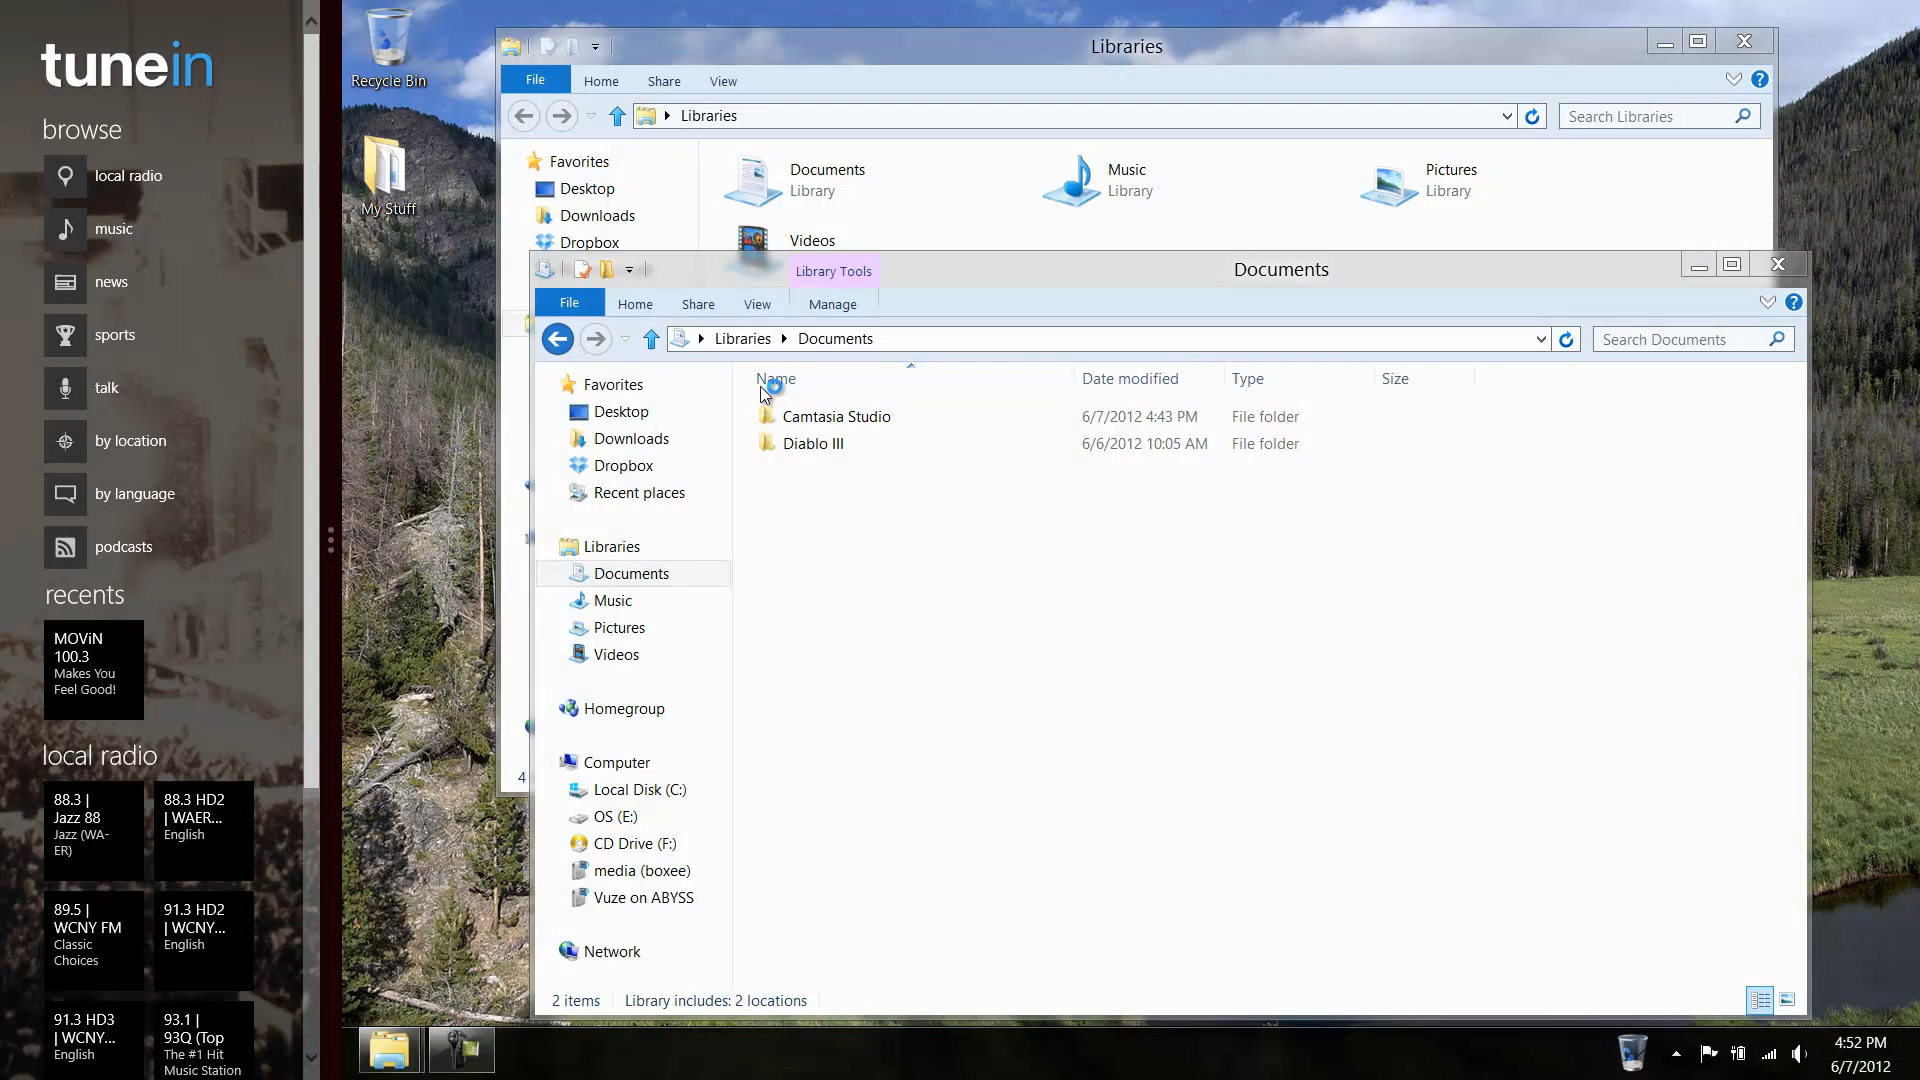 tunein
browse
local radio
music
news
sports
talk
by location
by language
podcasts
recents
MOViN
100.3
Makes You
Feel Good!
local radio
88.3 |
Jazz 88
Jazz (WA-
ER)
88.3 HD2
| WAER...
English
89.5 |
WCNY FM
Classic
Choices
91.3 HD2
| WCNY...
English
91.3 HD3
| WCNY...
English
93.1 |
93Q (Top
The #1 Hit
Music Station
Recycle Bin
My Stuff
Libraries
File
Home
Share
View
Libraries
Search Libraries
Favorites
Desktop
Downloads
Dropbox
Documents
Library
Music
Library
Pictures
Library
Videos
4
Library Tools
Documents
File
Home
Share
View
Manage
Libraries
Documents
Search Documents
Favorites
Desktop
Downloads
Dropbox
Recent places
Libraries
Documents
Music
Pictures
Videos
Homegroup
Computer
Local Disk (C:)
OS (E:)
CD Drive (F:)
media (boxee)
Vuze on ABYSS
Network
Name
Date modified
Type
Size
Camtasia Studio
6/7/2012 4:43 PM
File folder
Diablo III
6/6/2012 10:05 AM
File folder
2 items
Library includes: 2 locations
4:52 PM
6/7/2012